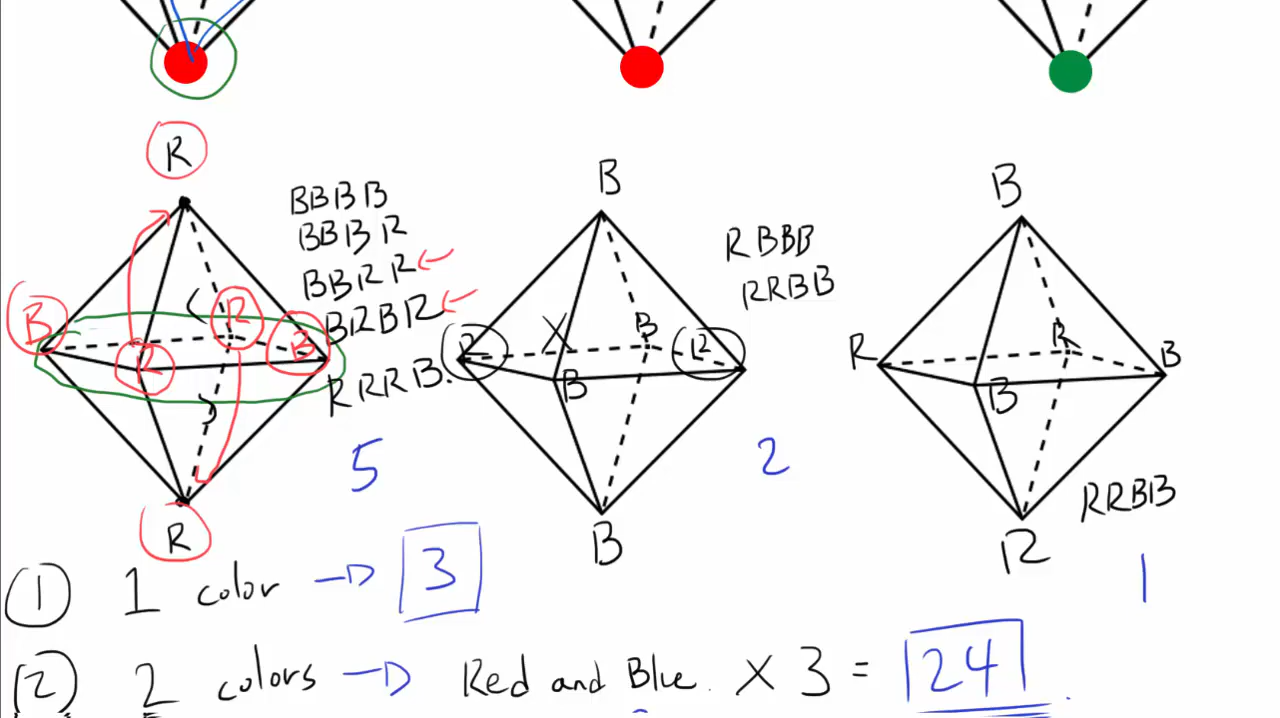 R
BBBB
BBBR
BBRR
BRBR
RRRB.
B
R
R
B
R
5
B
RBBB
RRBB
B
R
R
B
B
2
B
R
R
B
B
R
RRBB
1
① 1 color → 3
② 2 colors → Red and Blue. X 3 = 24